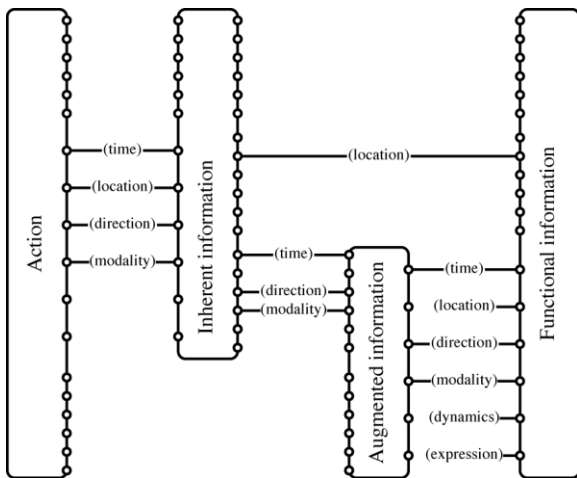 Action
(time)
(location)
(direction)
(modality)
Inherent information
(location)
(time)
(direction)
(modality)
Augmented information
(time)
(location)
(direction)
(modality)
(dynamics)
(expression)
Functional information